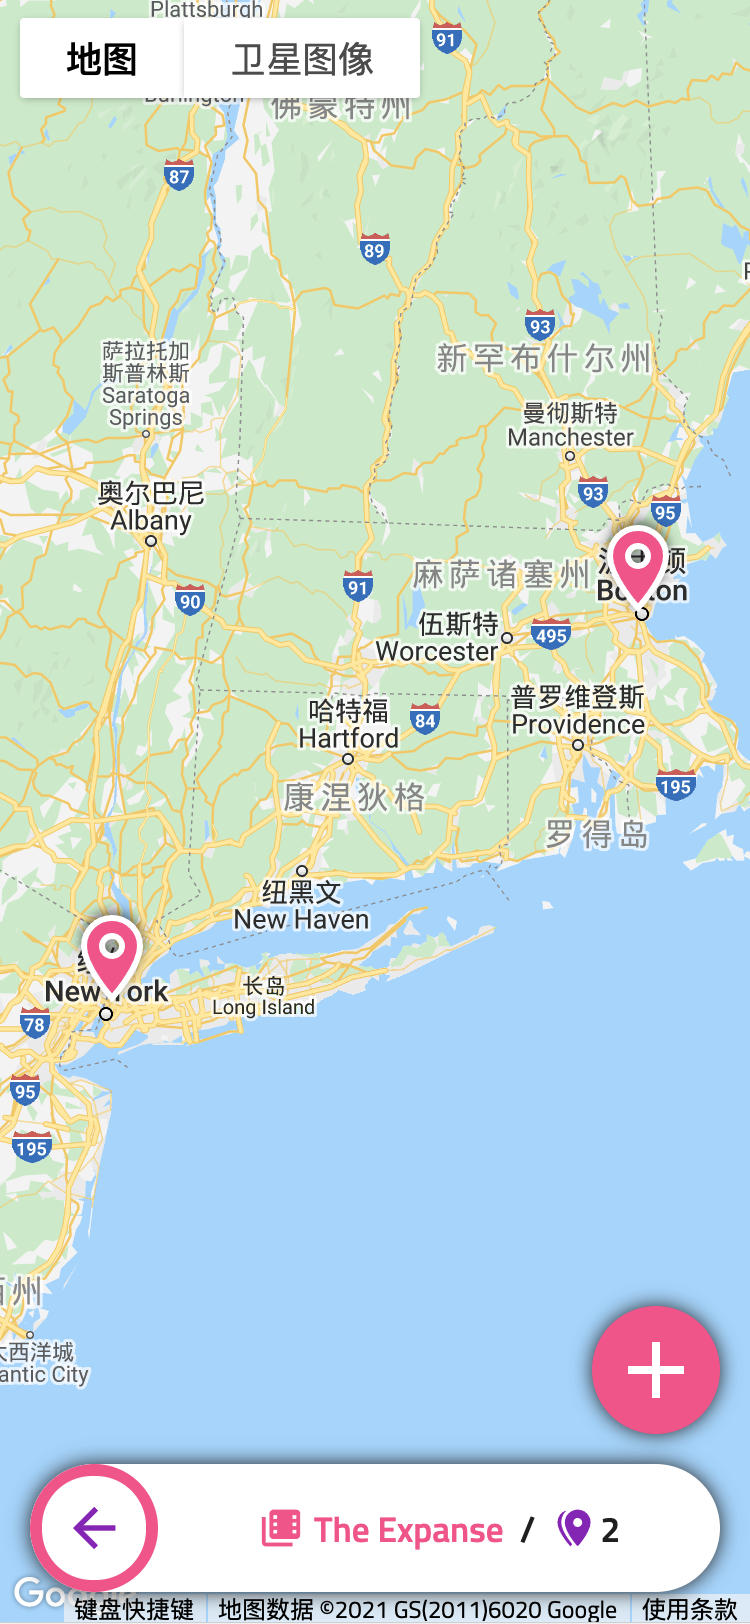 Plattsburgh
地图
卫星图像
91
佛蒙特州
87
89
93
新罕布什尔州
萨拉托加
斯普林斯
Saratoga
Springs
曼彻斯特
Manchester
奥尔巴尼
Albany
93
95
麻萨诸塞州
91
90
伍斯特
Worcester
495
哈特福
Hartford
84
普罗维登斯
Providence
195
康涅狄格
罗得岛
纽黑文
New Haven
长岛
Long Island
78
95
195
antic City
The Expanse / 2
键盘快捷键
地图数据 ©2021 GS(2011)6020 Google
使用条款